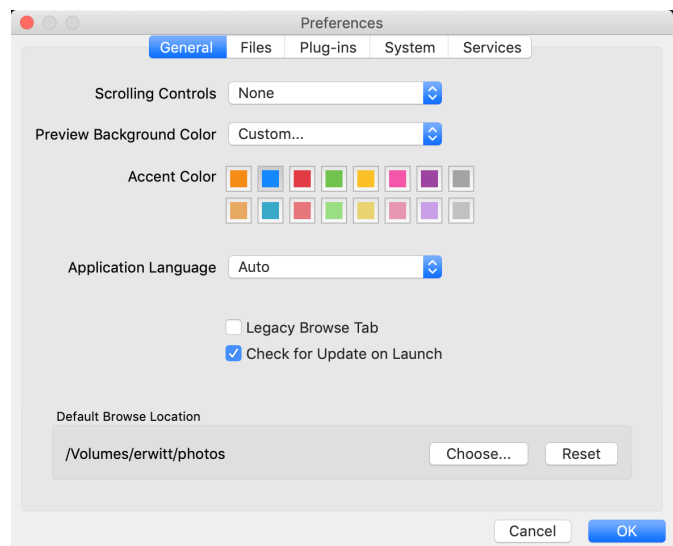 Preferences
General Files Plug-ins System Services
Scrolling Controls None
Preview Background Color Custom...
Accent Color
Application Language Auto
Legacy Browse Tab
Check for Update on Launch
Default Browse Location
/Volumes/erwitt/photos Choose... Reset
Cancel OK